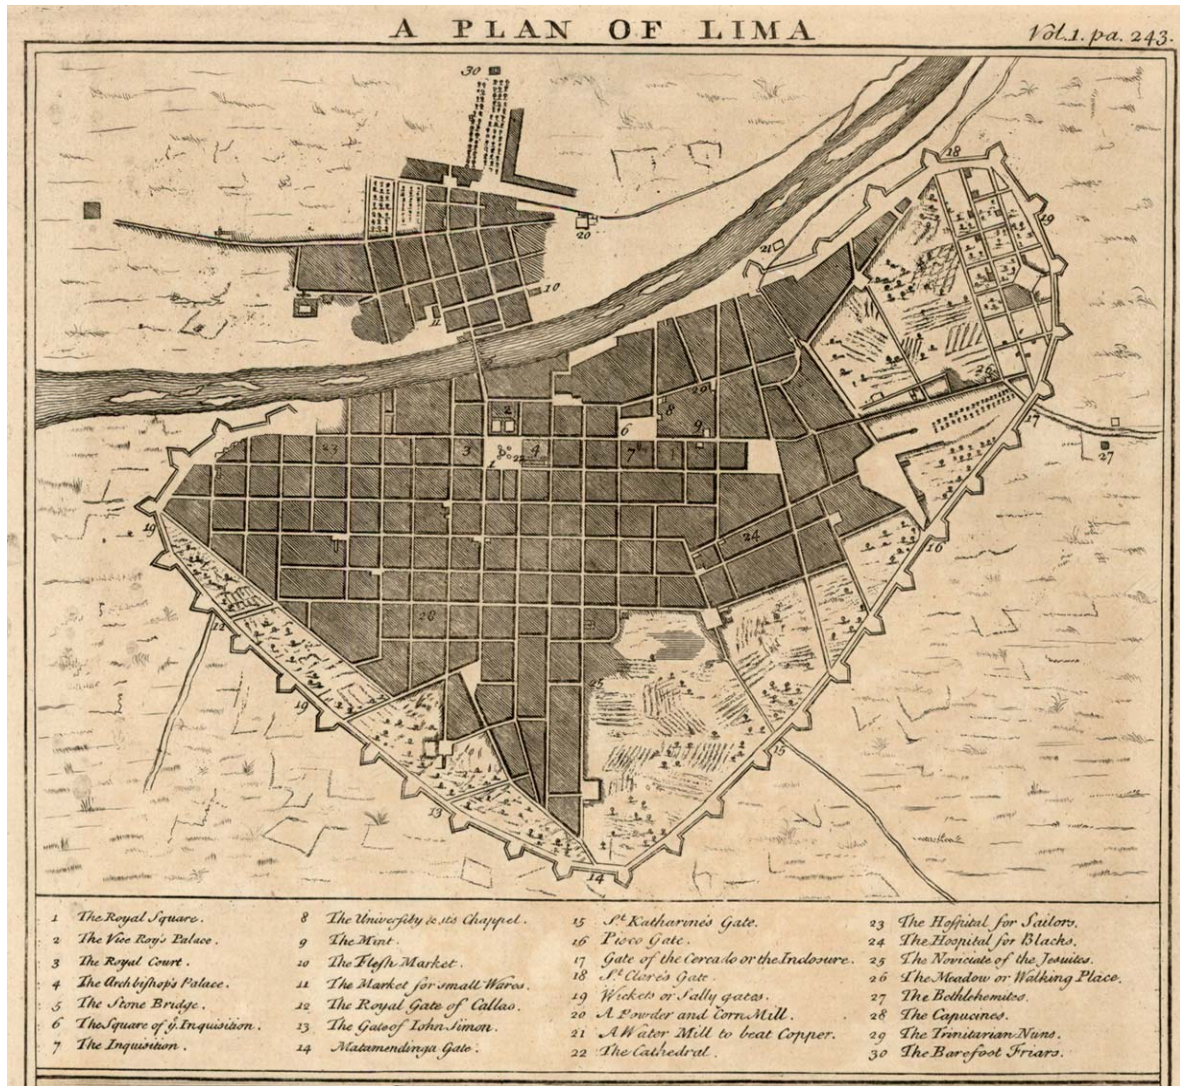 A PLAN OF LIMA
Vol.1. pa. 243.
30
18
19
20
21
10
11
5
29
8
2
6
9
26
17
27
23
3
4
7
22
1
19
24
16
28
12
25
19
15
13
14
1 The Royal Square.
2 The Vice Roy's Palace.
3 The Royal Court.
4 The Archbishop's Palace.
5 The Stone Bridge.
6 The Square of ỹ. Inquisition.
7 The Inquisition.
8 The University & its Chappel.
9 The Mint.
10 The Flesh Market.
11 The Market for small Wares.
12 The Royal Gate of Callao.
13 The Gate of Iohn Simon.
14 Matamendinga Gate.
15 St. Katharine's Gate.
16 Pisco Gate.
17 Gate of the Cercado or the Inclosure.
18 St. Clare's Gate.
19 Wickets or Sally gates.
20 A Powder and Corn Mill.
21 A Water Mill to beat Copper.
22 The Cathedral.
23 The Hospital for Sailors.
24 The Hospital for Blacks.
25 The Noviciate of the Jesuites.
26 The Meadow or Walking Place.
27 The Bethlehemites.
28 The Capucines.
29 The Trinitarian Nuns.
30 The Barefoot Friars.